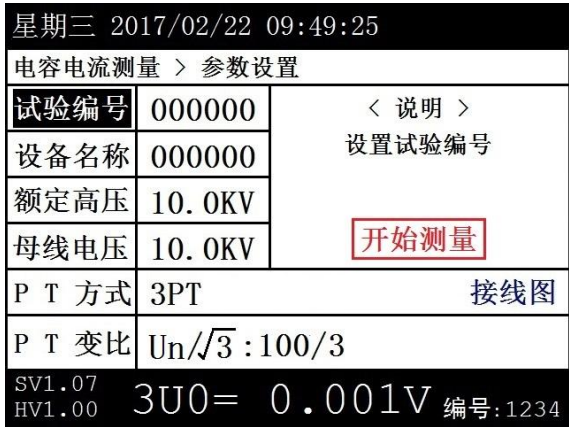 星期三 2017/02/22 09:49:25
电容电流测量 > 参数设置
试验编号 000000
设备名称 000000
额定高压 10.0KV
母线电压 10.0KV
< 说明 >
设置试验编号
开始测量
P T 方式 3PT 接线图
P T 变比 Un/√3:100/3
SV1.07
HV1.00
3U0= 0.001V 编号:1234